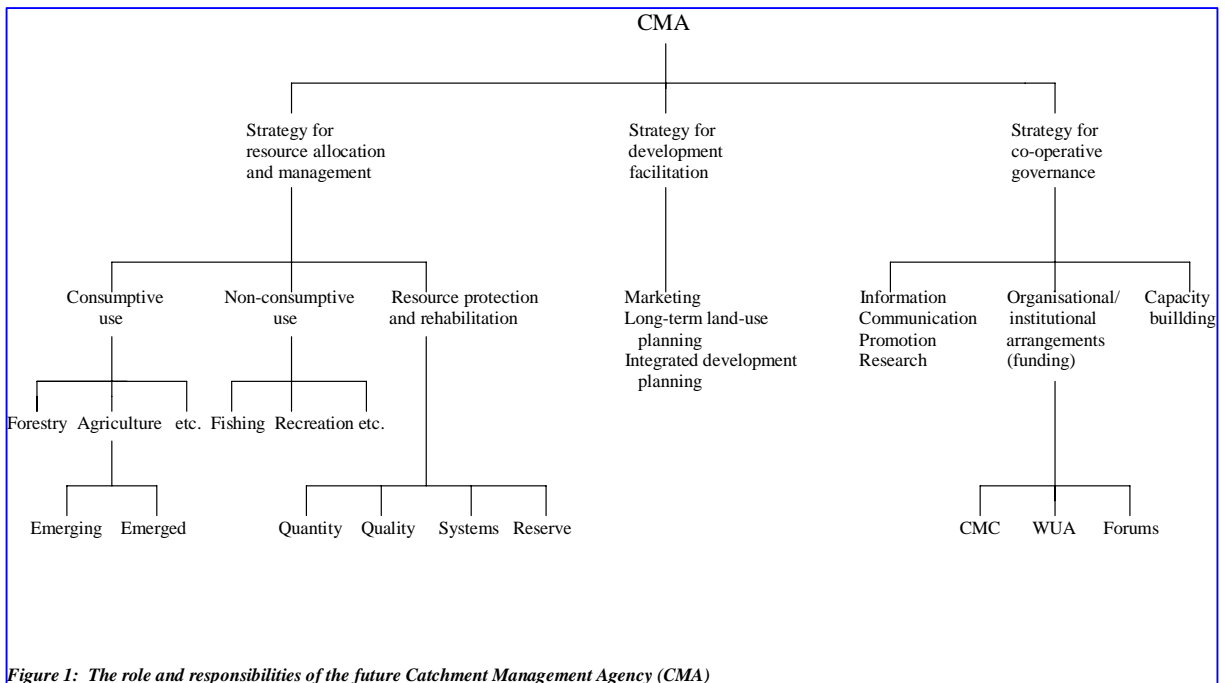 CMA
Strategy for
resource allocation
and management
Strategy for
development
facilitation
Strategy for
co-operative
governance
Consumptive
use
Non-consumptive
use
Resource protection
and rehabilitation
Marketing
Long-term land-use
planning
Integrated development
planning
Information
Communication
Promotion
Research
Organisational/
institutional
arrangements
(funding)
Capacity
buillding
Forestry Agriculture etc.
Fishing Recreation etc.
Emerging Emerged
Quantity Quality Systems Reserve
CMC WUA Forums
Figure 1: The role and responsibilities of the future Catchment Management Agency (CMA)